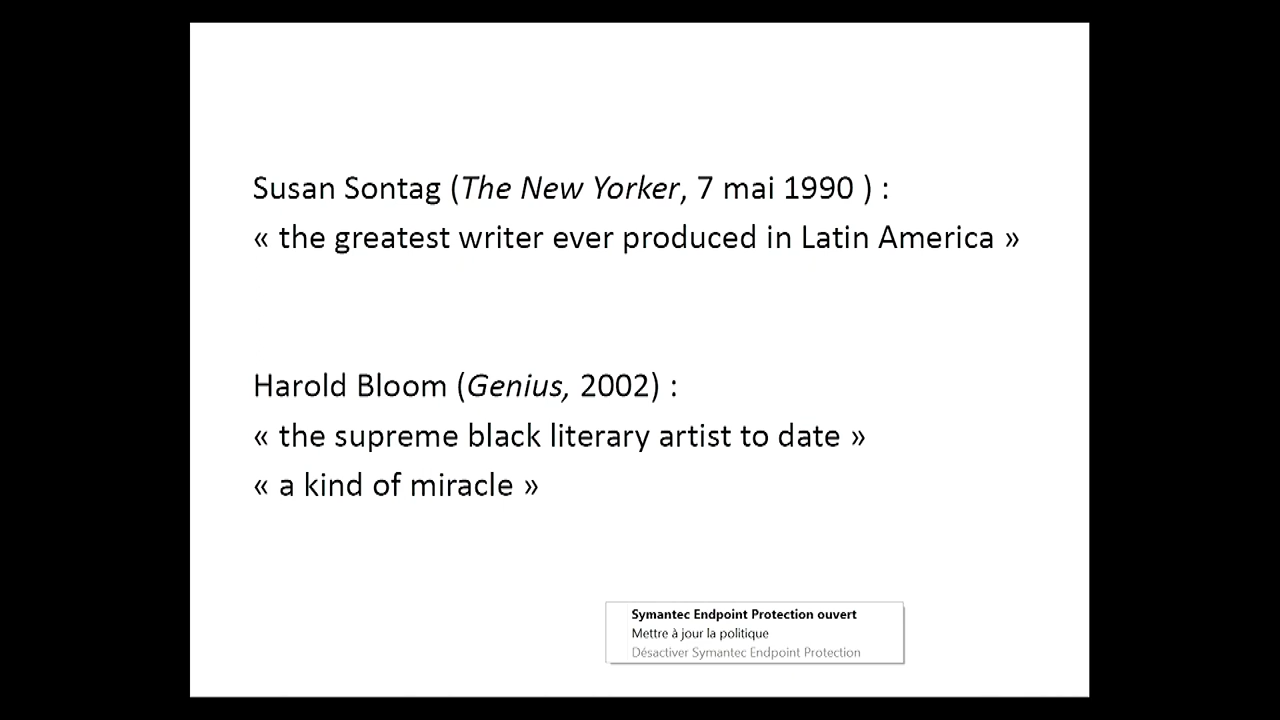 Susan Sontag (The New Yorker, 7 mai 1990 ) :
« the greatest writer ever produced in Latin America »
Harold Bloom (Genius, 2002) :
« the supreme black literary artist to date »
« a kind of miracle »
Symantec Endpoint Protection ouvert
Mettre à jour la politique
Désactiver Symantec Endpoint Protection